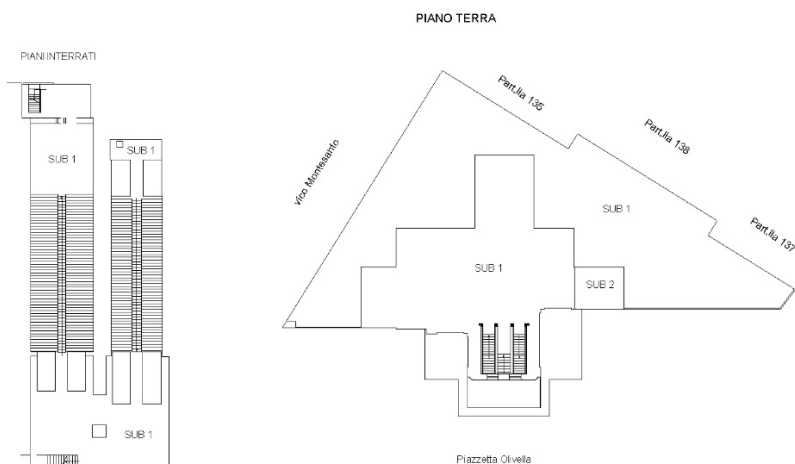 PIANO TERRA
PIANI INTERRATI
Part.lla 135
Part.lla 138
vico Montesanto
SUB 1
SUB 1
SUB 1
Part.lla 137
SUB 1
SUB 2
SUB 1
Piazzetta Olivella